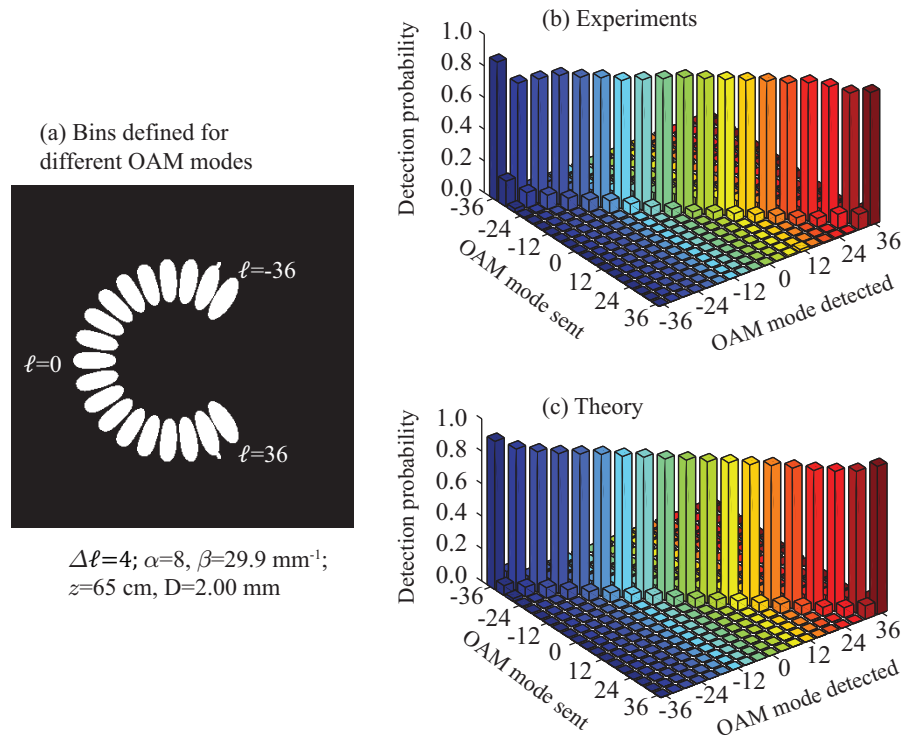 (a) Bins defined for
different OAM modes
ℓ=-36
ℓ=0
ℓ=36
Δℓ=4; α=8, β=29.9 mm⁻¹;
z=65 cm, D=2.00 mm
(b) Experiments
Detection probability
1.0
0.8
0.6
0.4
0.2
0.0
-36
-24
-12
0
12
24
36
OAM mode sent
-36
-24
-12
0
12
24
36
OAM mode detected
(c) Theory
Detection probability
1.0
0.8
0.6
0.4
0.2
0.0
-36
-24
-12
0
12
24
36
OAM mode sent
-36
-24
-12
0
12
24
36
OAM mode detected